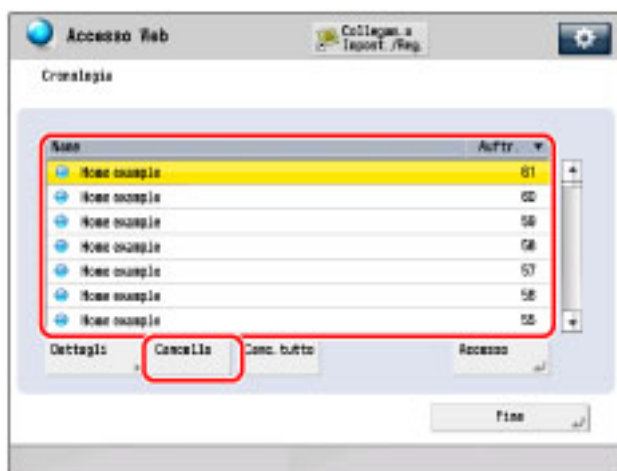 Accesso Web
Collegam.a
Impost./Reg.
Cronologia
Nome Auftr. ▼
Home example 61
Home example 60
Home example 59
Home example 58
Home example 57
Home example 56
Home example 55
Dettagli Cancella Canc.tutto Accesso
Fine